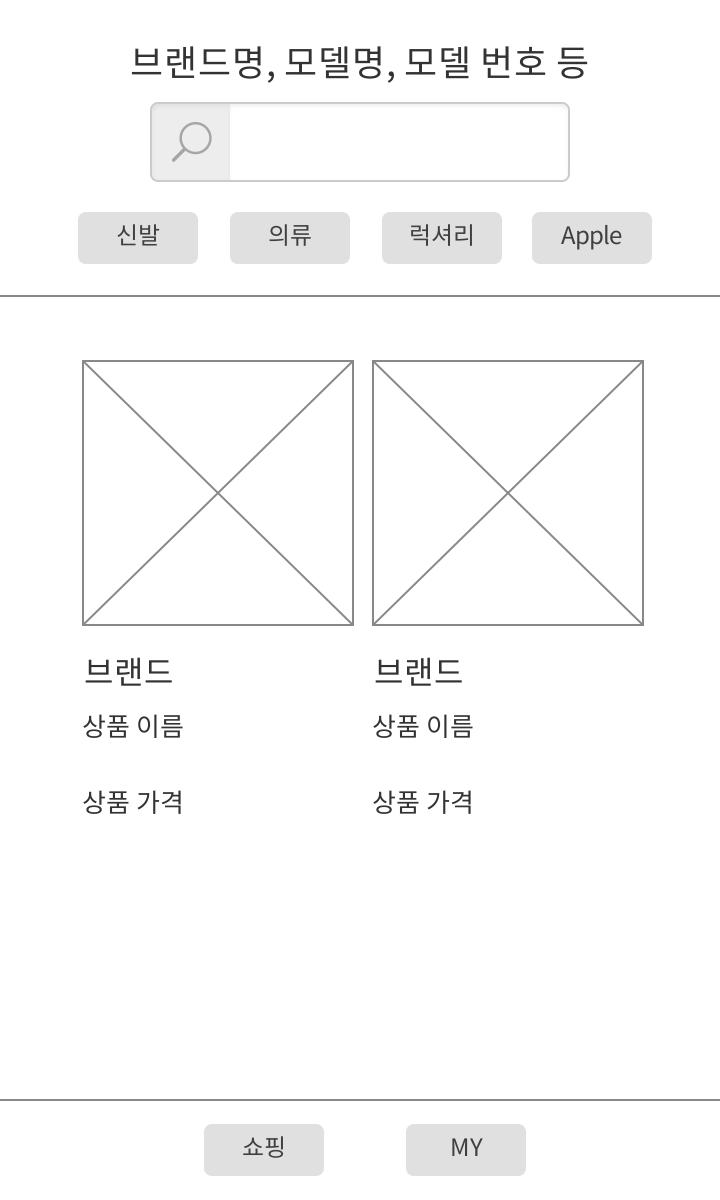 브랜드명, 모델명, 모델 번호 등
신발 의류 럭셔리 Apple
브랜드 브랜드
상품 이름 상품 이름
상품 가격 상품 가격
쇼핑 MY